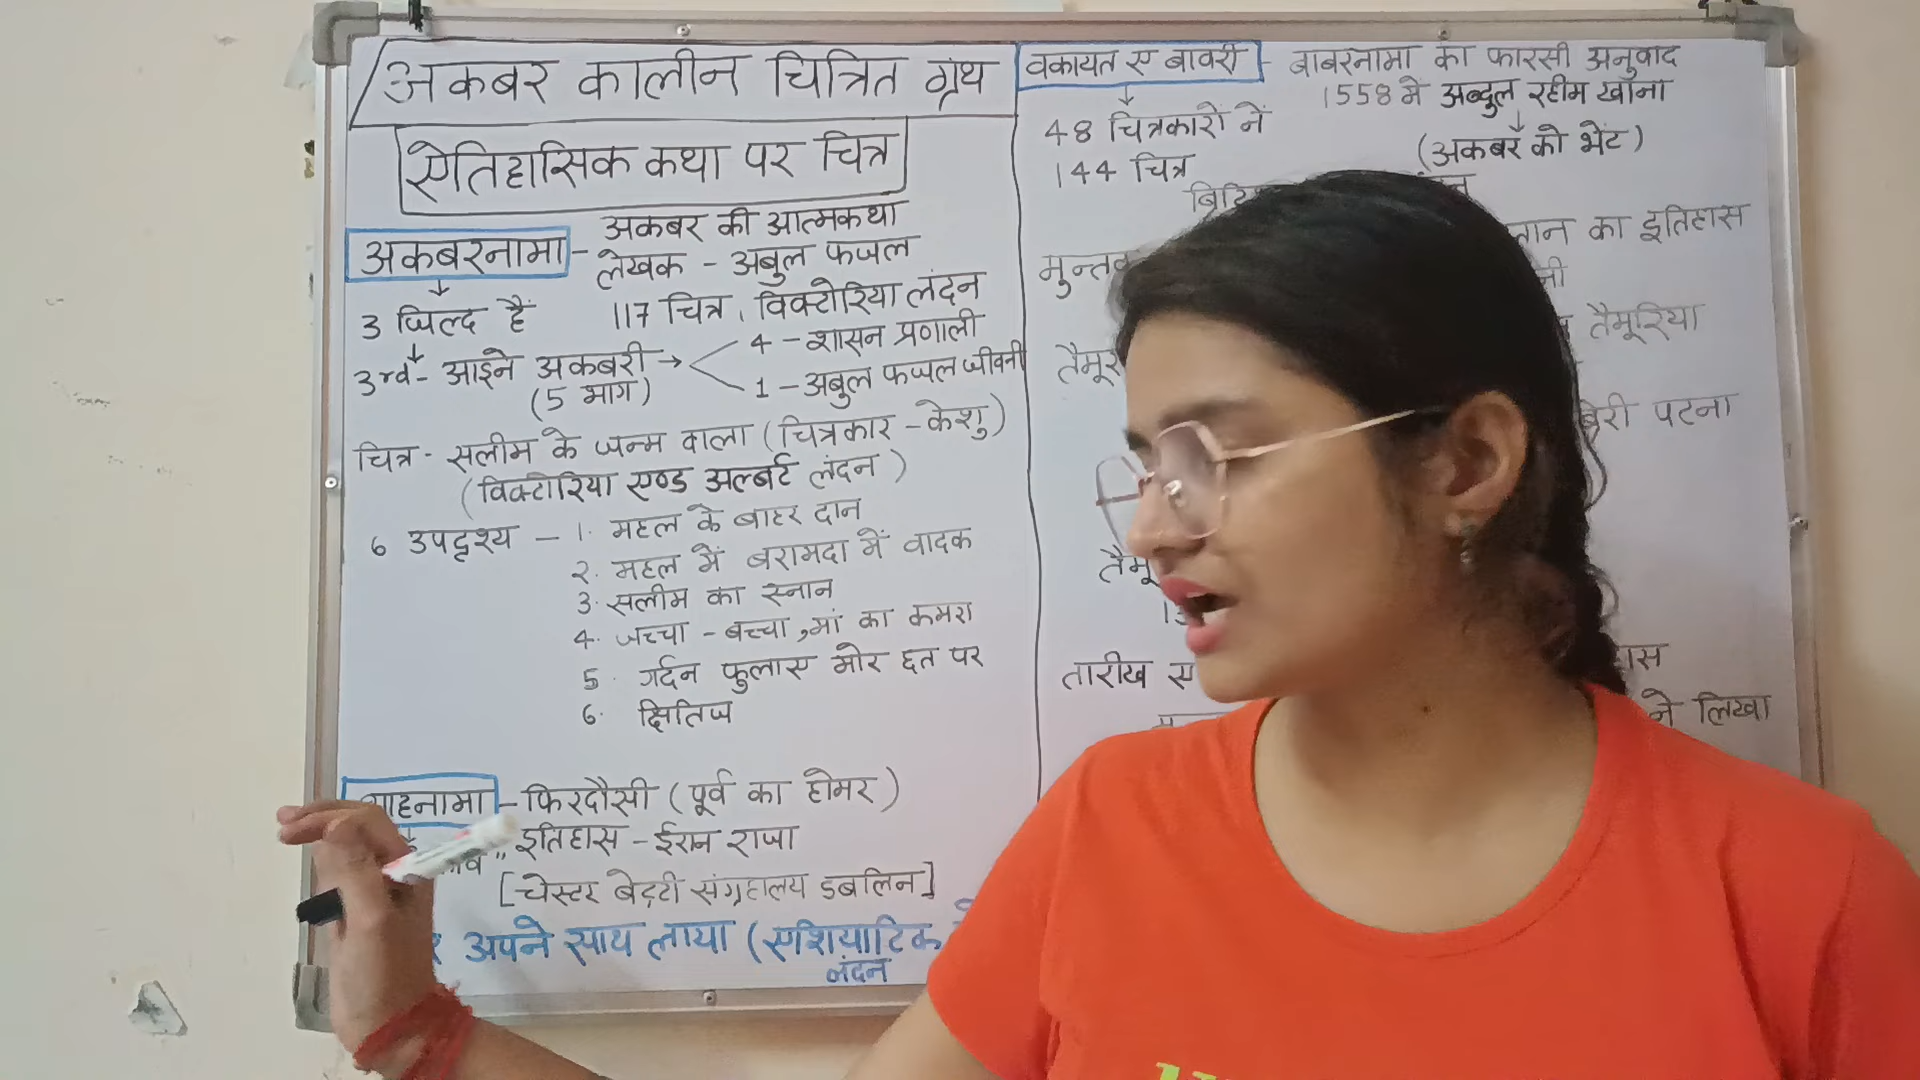 अकबर कालीन चित्रित ग्रंथ
ऐतिहासिक कथा पर चित्र
अकबरनामा - अकबर की आत्मकथा
लेखक - अबुल फजल
3 जिल्द हैं
117 चित्र, विक्टोरिया लंदन
3rd - आइने अकबरी → 4 - शासन प्रणाली
(5 भाग) 1 - अबुल फजल जीवनी
चित्र - सलीम के जन्म वाला (चित्रकार - केशु)
(विक्टोरिया एण्ड अल्बर्ट लंदन)
6 उपदृश्य - 1. महल के बाहर दान
2. महल में बरामदा में वादक
3. सलीम का स्नान
4. जच्चा - बच्चा, मां का कमरा
5. गर्दन फुलाए मोर छत पर
6. क्षितिज
शाहनामा - फिरदौसी (पूर्व का होमर)
इतिहास - ईरान राजा
[चेस्टर बेट्टी संग्रहालय डबलिन]
अपने साथ लाया (एशियाटिक
लंदन
वकायत ए बावरी - बाबरनामा का फारसी अनुवाद
1558 में अब्दुल रहीम खाना
48 चित्रकारों नें
(अकबर को भेंट)
144 चित्र
का इतिहास
तैमूरिया
पटना
तारीख ए
ने लिखा